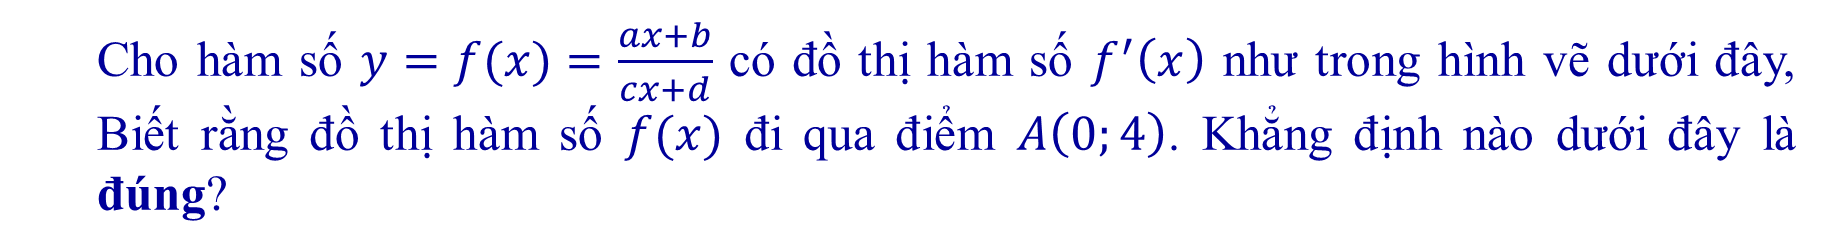 Cho hàm số y = f(x) = \frac{ax+b}{cx+d} có đồ thị hàm số f′(x) như trong hình vẽ dưới đây,
Biết rằng đồ thị hàm số f(x) đi qua điểm A(0; 4). Khẳng định nào dưới đây là
đúng?